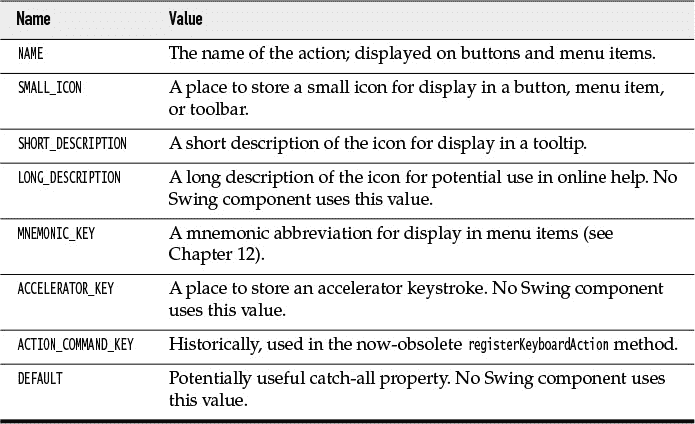 Name Value
NAME The name of the action; displayed on buttons and menu items.
SMALL_ICON A place to store a small icon for display in a button, menu item,
or toolbar.
SHORT_DESCRIPTION A short description of the icon for display in a tooltip.
LONG_DESCRIPTION A long description of the icon for potential use in online help. No
Swing component uses this value.
MNEMONIC_KEY A mnemonic abbreviation for display in menu items (see
Chapter 12).
ACCELERATOR_KEY A place to store an accelerator keystroke. No Swing component
uses this value.
ACTION_COMMAND_KEY Historically, used in the now-obsolete registerKeyboardAction method.
DEFAULT Potentially useful catch-all property. No Swing component uses
this value.